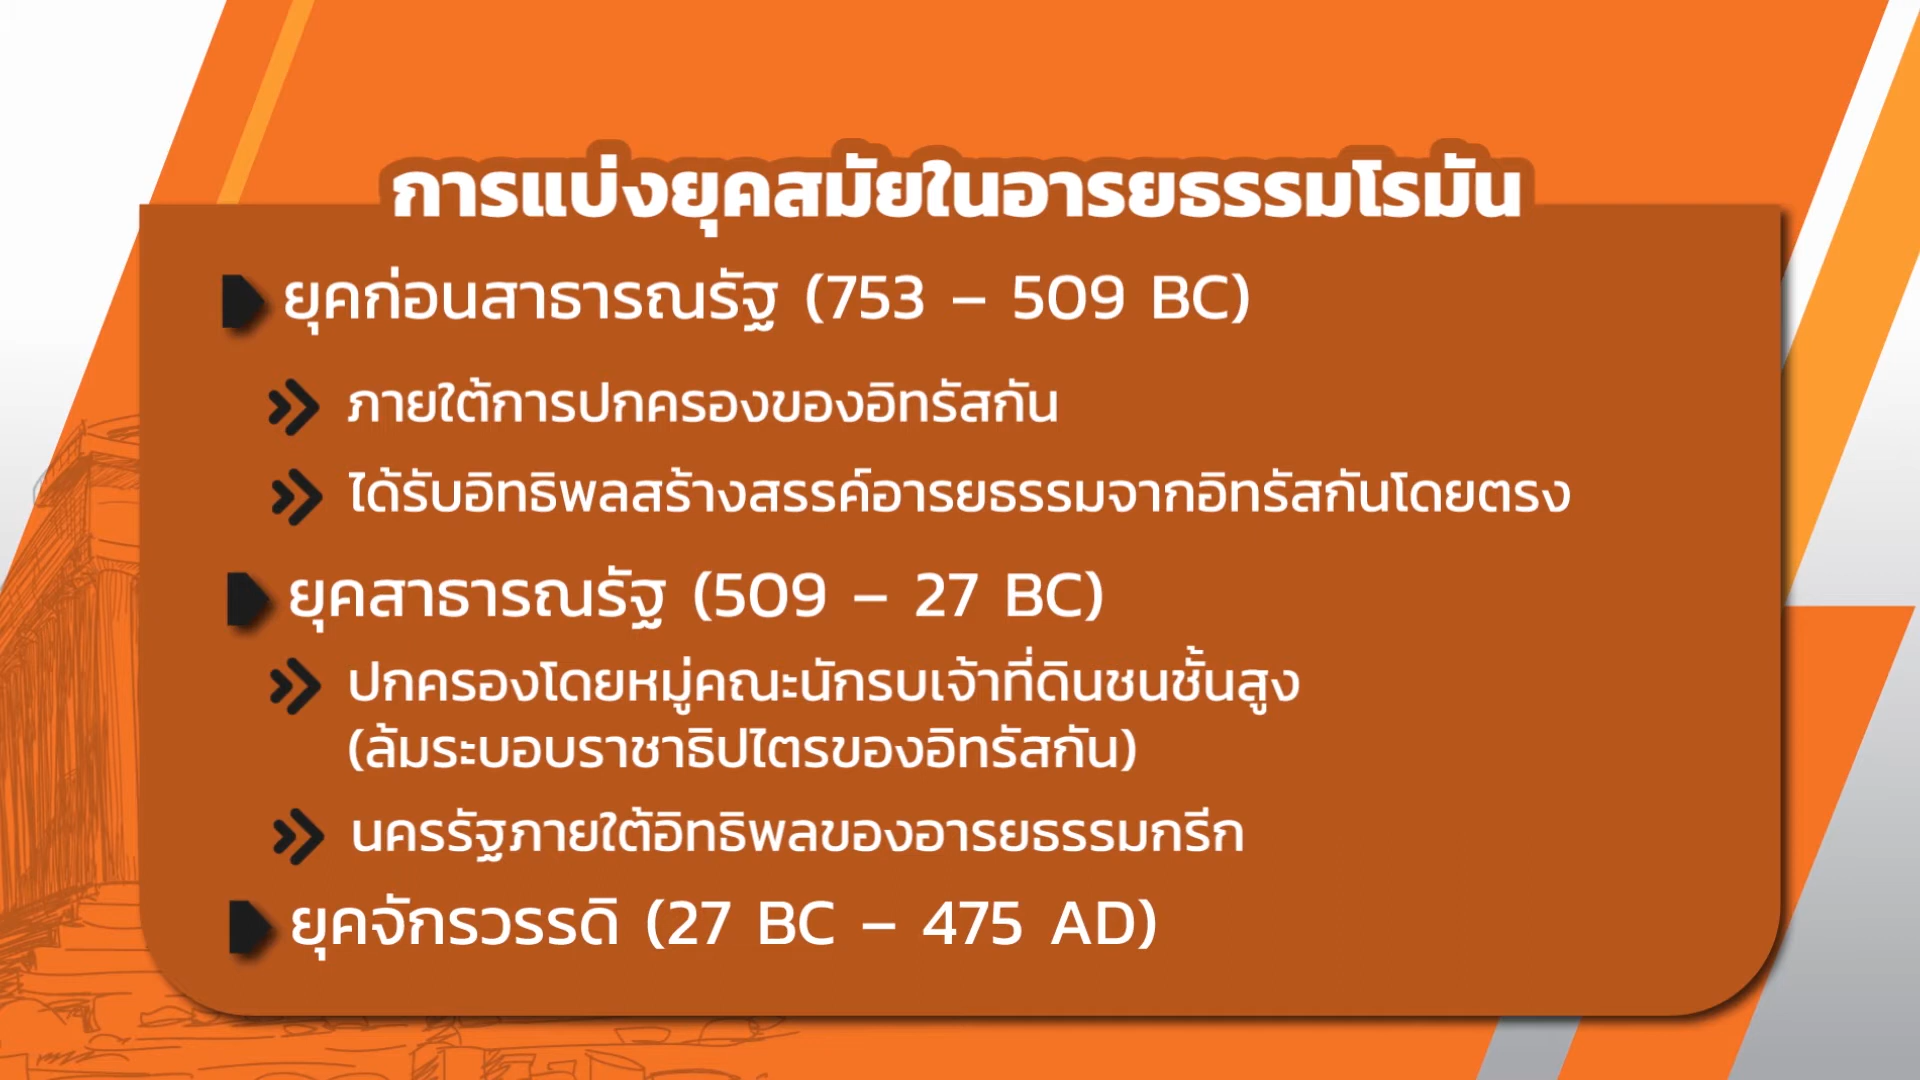 การแบ่งยุคสมัยในอารยธรรมโรมัน
ยุคก่อนสาธารณรัฐ (753 – 509 BC)
ภายใต้การปกครองของอิทรัสกัน
ได้รับอิทธิพลสร้างสรรค์อารยธรรมจากอิทรัสกันโดยตรง
ยุคสาธารณรัฐ (509 – 27 BC)
ปกครองโดยหมู่คณะนักรบเจ้าที่ดินชนชั้นสูง
(ล้มระบอบราชาธิปไตรของอิทรัสกัน)
นครรัฐภายใต้อิทธิพลของอารยธรรมกรีก
ยุคจักรวรรดิ (27 BC – 475 AD)